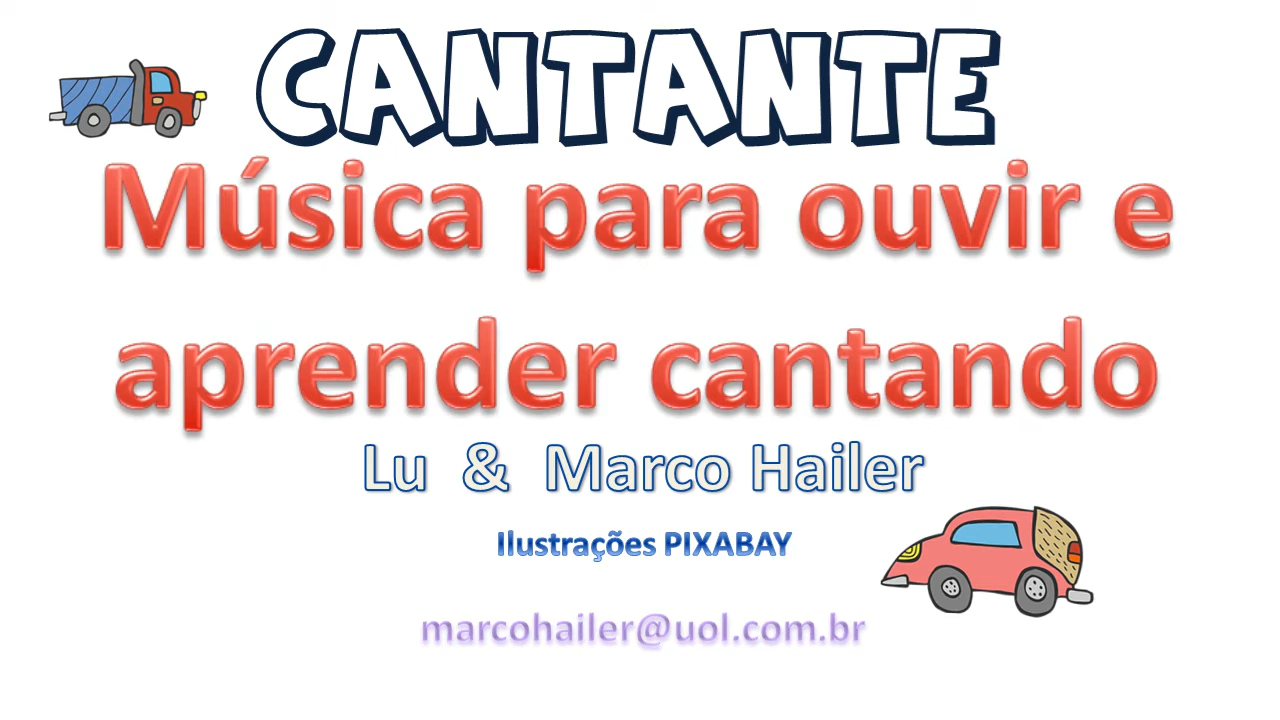 CANTANTE
Música para ouvir e
aprender cantando
Lu & Marco Hailer
Ilustrações PIXABAY
marcohailer@uol.com.br